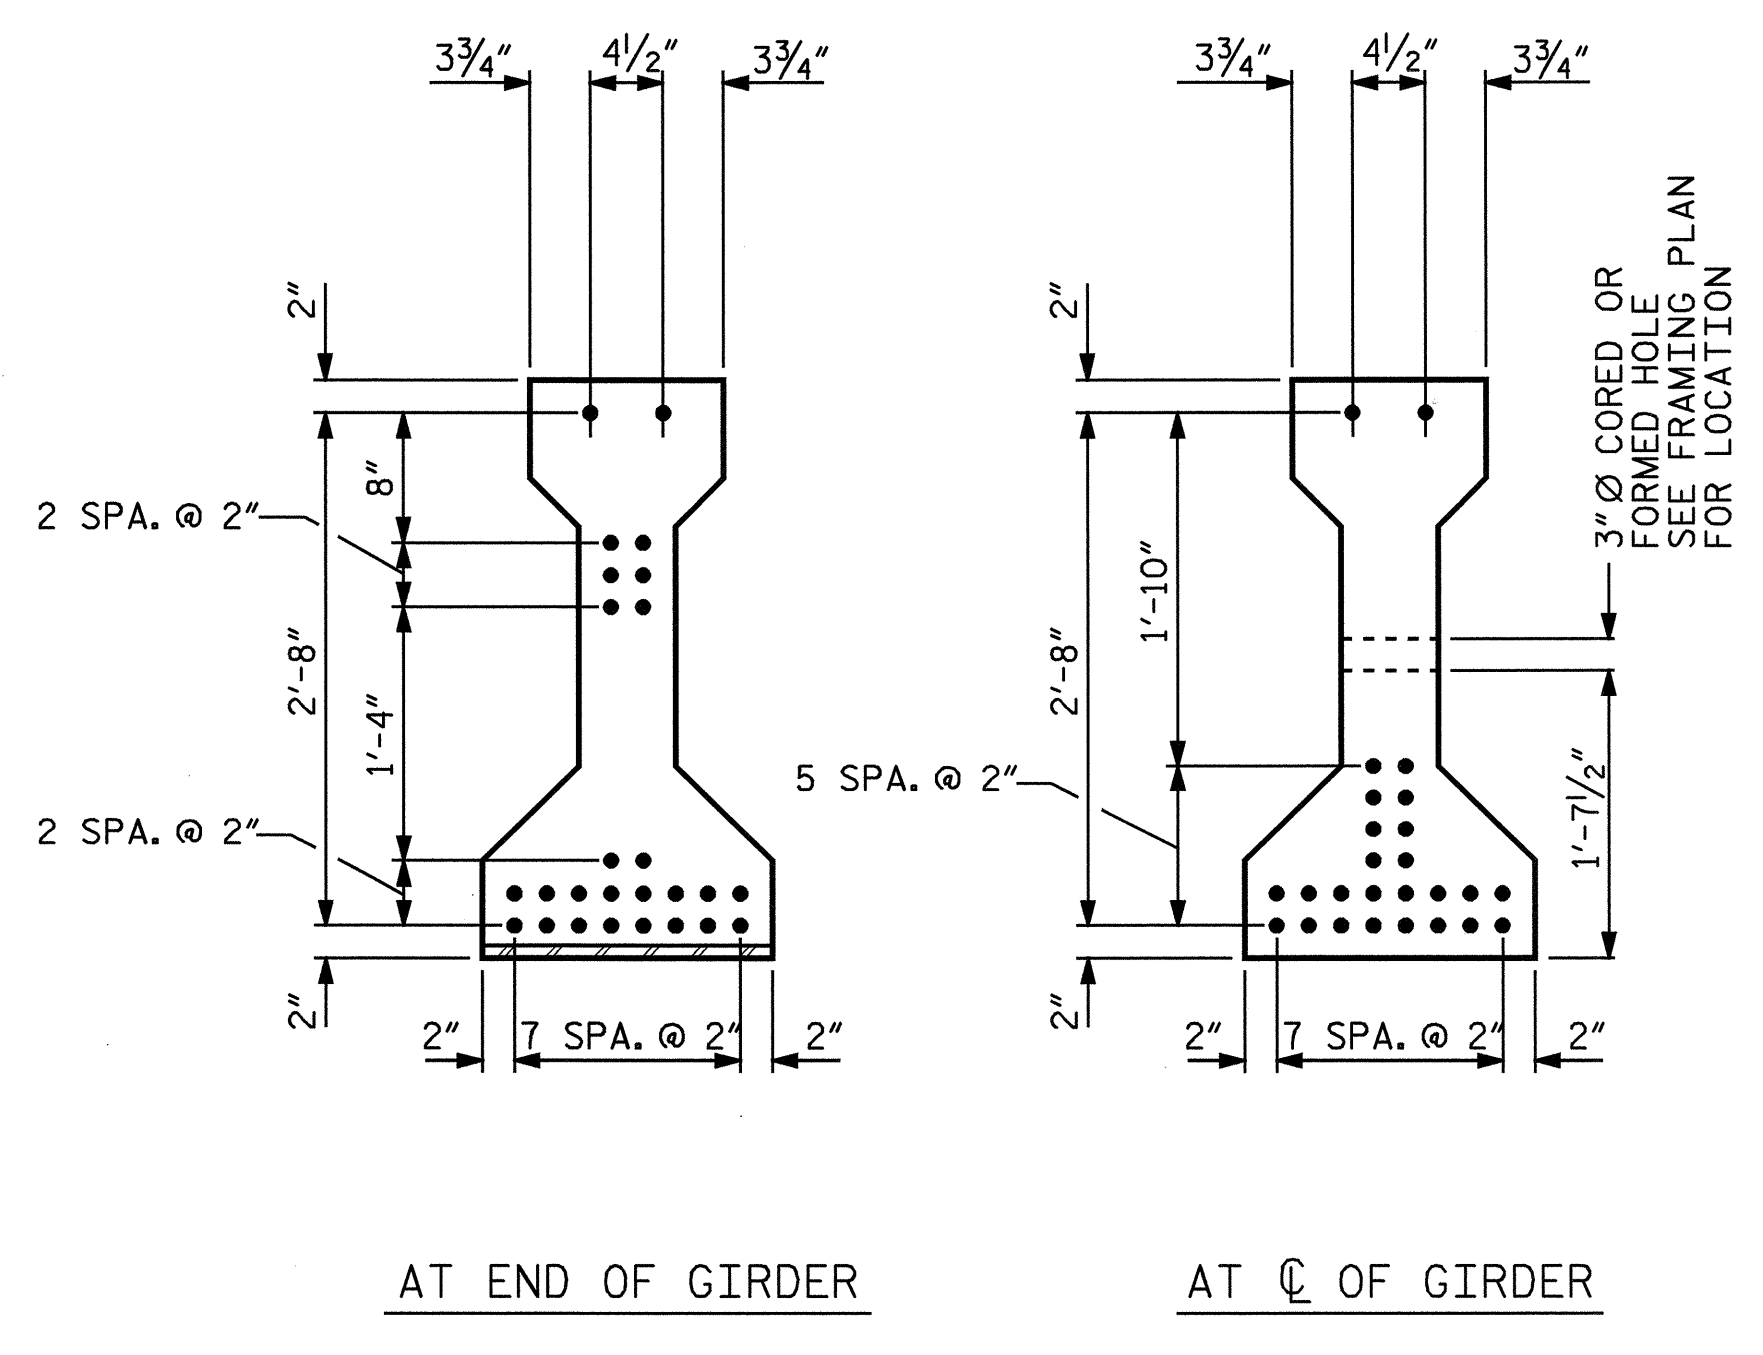 3¾" 4½" 3¾"
2"
8"
2 SPA. @ 2"
2'-8"
1'-4"
2 SPA. @ 2"
2"
2" 7 SPA. @ 2" 2"
AT END OF GIRDER
3¾" 4½" 3¾"
2"
3" Ø CORED OR
FORMED HOLE
SEE FRAMING PLAN
FOR LOCATION
1'-10"
2'-8"
5 SPA. @ 2"
1'-7½"
2"
2" 7 SPA. @ 2" 2"
AT ℄ OF GIRDER